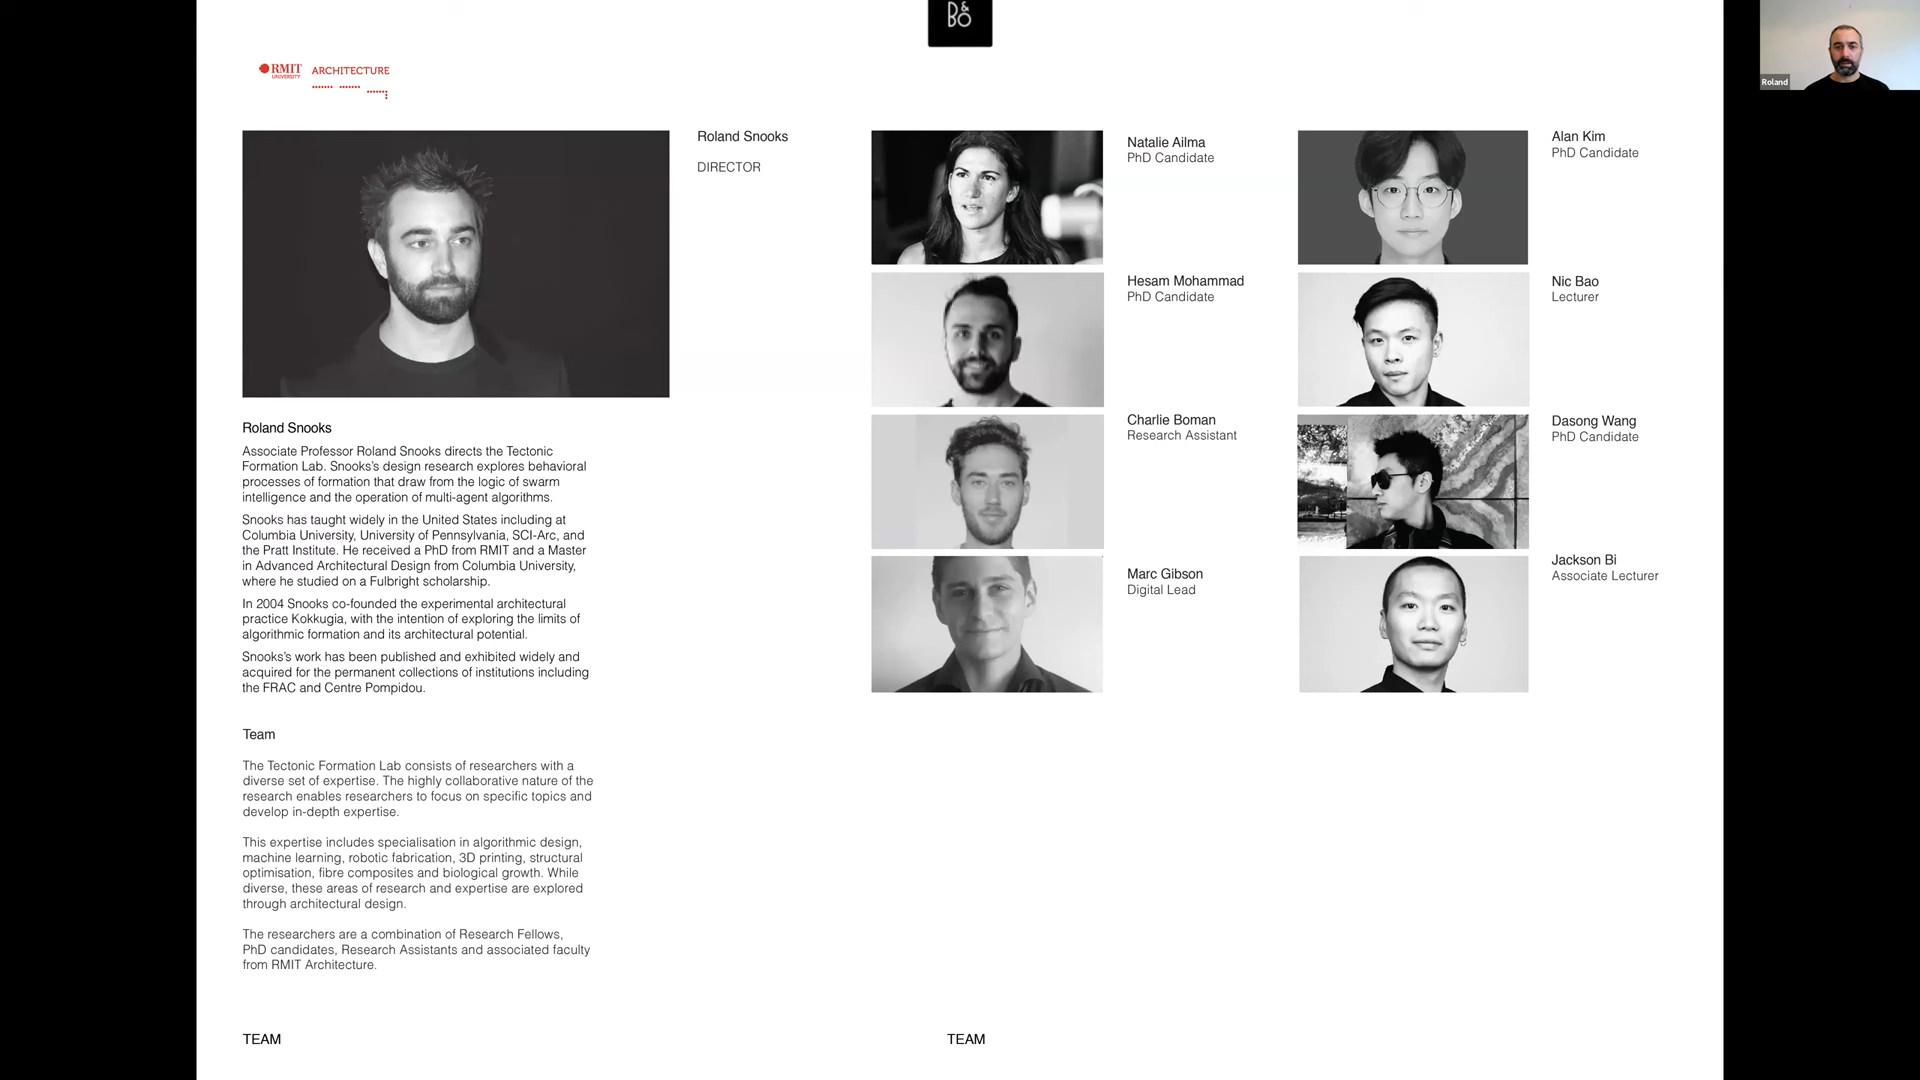 D&
BO
RMIT
UNIVERSITY
ARCHITECTURE
Roland
Roland Snooks
DIRECTOR
Roland Snooks
Associate Professor Roland Snooks directs the Tectonic
Formation Lab. Snooks's design research explores behavioral
processes of formation that draw from the logic of swarm
intelligence and the operation of multi-agent algorithms.
Snooks has taught widely in the United States including at
Columbia University, University of Pennsylvania, SCI-Arc, and
the Pratt Institute. He received a PhD from RMIT and a Master
in Advanced Architectural Design from Columbia University,
where he studied on a Fulbright scholarship.
In 2004 Snooks co-founded the experimental architectural
practice Kokkugia, with the intention of exploring the limits of
algorithmic formation and its architectural potential.
Snooks's work has been published and exhibited widely and
acquired for the permanent collections of institutions including
the FRAC and Centre Pompidou.
Team
The Tectonic Formation Lab consists of researchers with a
diverse set of expertise. The highly collaborative nature of the
research enables researchers to focus on specific topics and
develop in-depth expertise.
This expertise includes specialisation in algorithmic design,
machine learning, robotic fabrication, 3D printing, structural
optimisation, fibre composites and biological growth. While
diverse, these areas of research and expertise are explored
through architectural design.
The researchers are a combination of Research Fellows,
PhD candidates, Research Assistants and associated faculty
from RMIT Architecture.
TEAM
Natalie Ailma
PhD Candidate
Hesam Mohammad
PhD Candidate
Charlie Boman
Research Assistant
Marc Gibson
Digital Lead
Alan Kim
PhD Candidate
Nic Bao
Lecturer
Dasong Wang
PhD Candidate
Jackson Bi
Associate Lecturer
TEAM